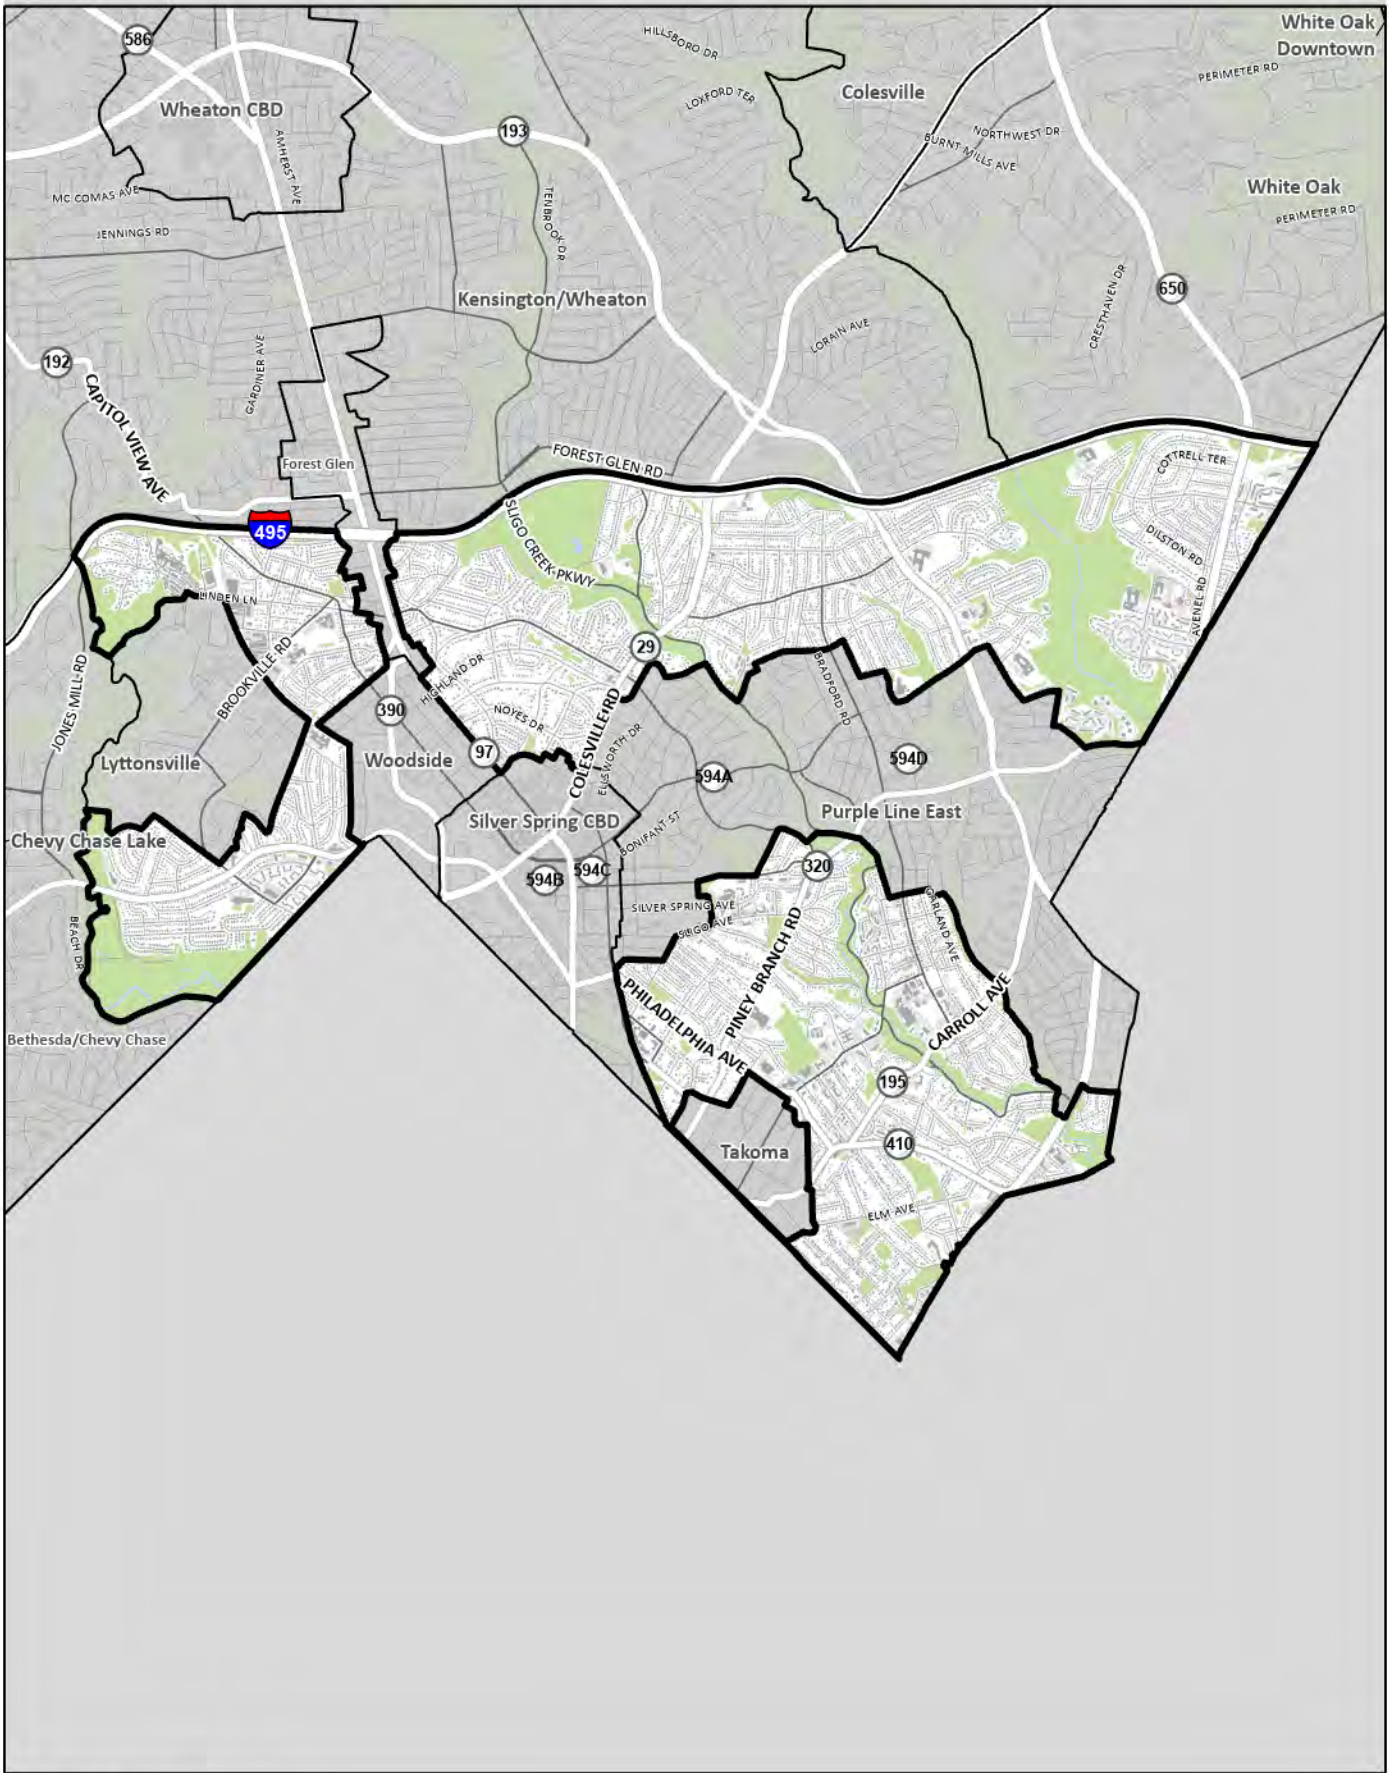 White Oak
Downtown
586
HILLSBORO DR
PERIMETER RD
Wheaton CBD
LOXFORD TER
Colesville
193
NORTHWEST DR
BURNT MILLS AVE
AMHERST AVE
MC COMAS AVE
White Oak
PERIMETER RD
TENBROOK DR
JENNINGS RD
650
Kensington/Wheaton
CRESTHAVEN DR
LORAIN AVE
192
GARDINER AVE
CAPITOL VIEW AVE
Forest Glen
FOREST GLEN RD
COTTRELL TER
495
SLIGO CREEK PKWY
DILSTON RD
LINDEN LN
AVENEL RD
29
BROOKVILLE RD
JONES MILL RD
HIGHLAND DR
BRADFORD RD
390
NOYES DR
COLESVILLE RD
ELLSWORTH DR
97
Lyttonsville
Woodside
594A
594D
Silver Spring CBD
Purple Line East
BONIFANT ST
Chevy Chase Lake
594B
594C
320
SILVER SPRING AVE
SLIGO AVE
GARLAND AVE
BEACH DR
PINEY BRANCH RD
PHILADELPHIA AVE
CARROLL AVE
Bethesda/Chevy Chase
195
410
Takoma
ELM AVE